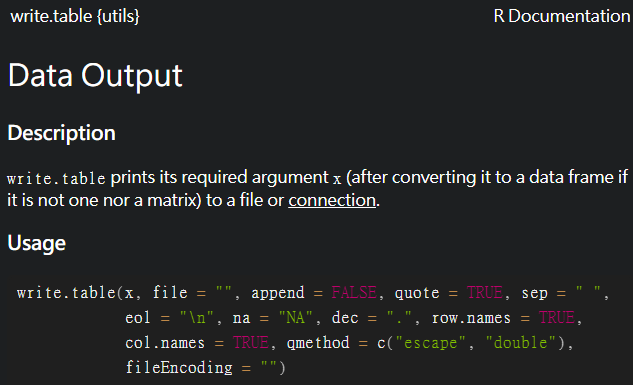 write.table {utils} R Documentation
Data Output
Description
write.table prints its required argument x (after converting it to a data frame if
it is not one nor a matrix) to a file or connection.
Usage
write.table(x, file = "", append = FALSE, quote = TRUE, sep = " ",
            eol = "\n", na = "NA", dec = ".", row.names = TRUE,
            col.names = TRUE, qmethod = c("escape", "double"),
            fileEncoding = "")